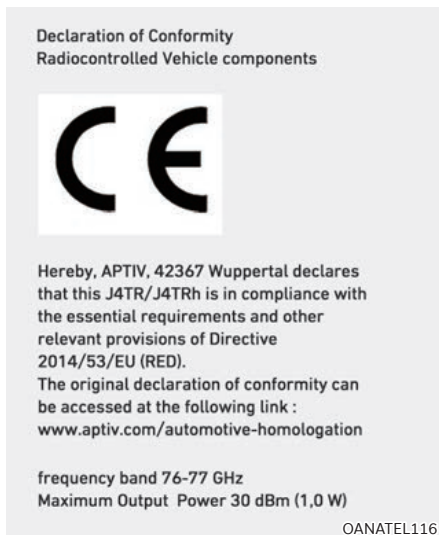 Declaration of Conformity
Radiocontrolled Vehicle components
CE
Hereby, APTIV, 42367 Wuppertal declares
that this J4TR/J4TRh is in compliance with
the essential requirements and other
relevant provisions of Directive
2014/53/EU (RED).
The original declaration of conformity can
be accessed at the following link :
www.aptiv.com/automotive-homologation
frequency band 76-77 GHz
Maximum Output Power 30 dBm (1,0 W)
OANATEL116